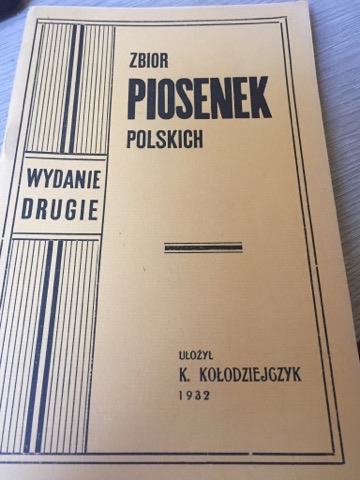 ZBIOR
PIOSENEK
POLSKICH
WYDANIE
DRUGIE
UŁOŻYŁ
K. KOŁODZIEJCZYK
1932